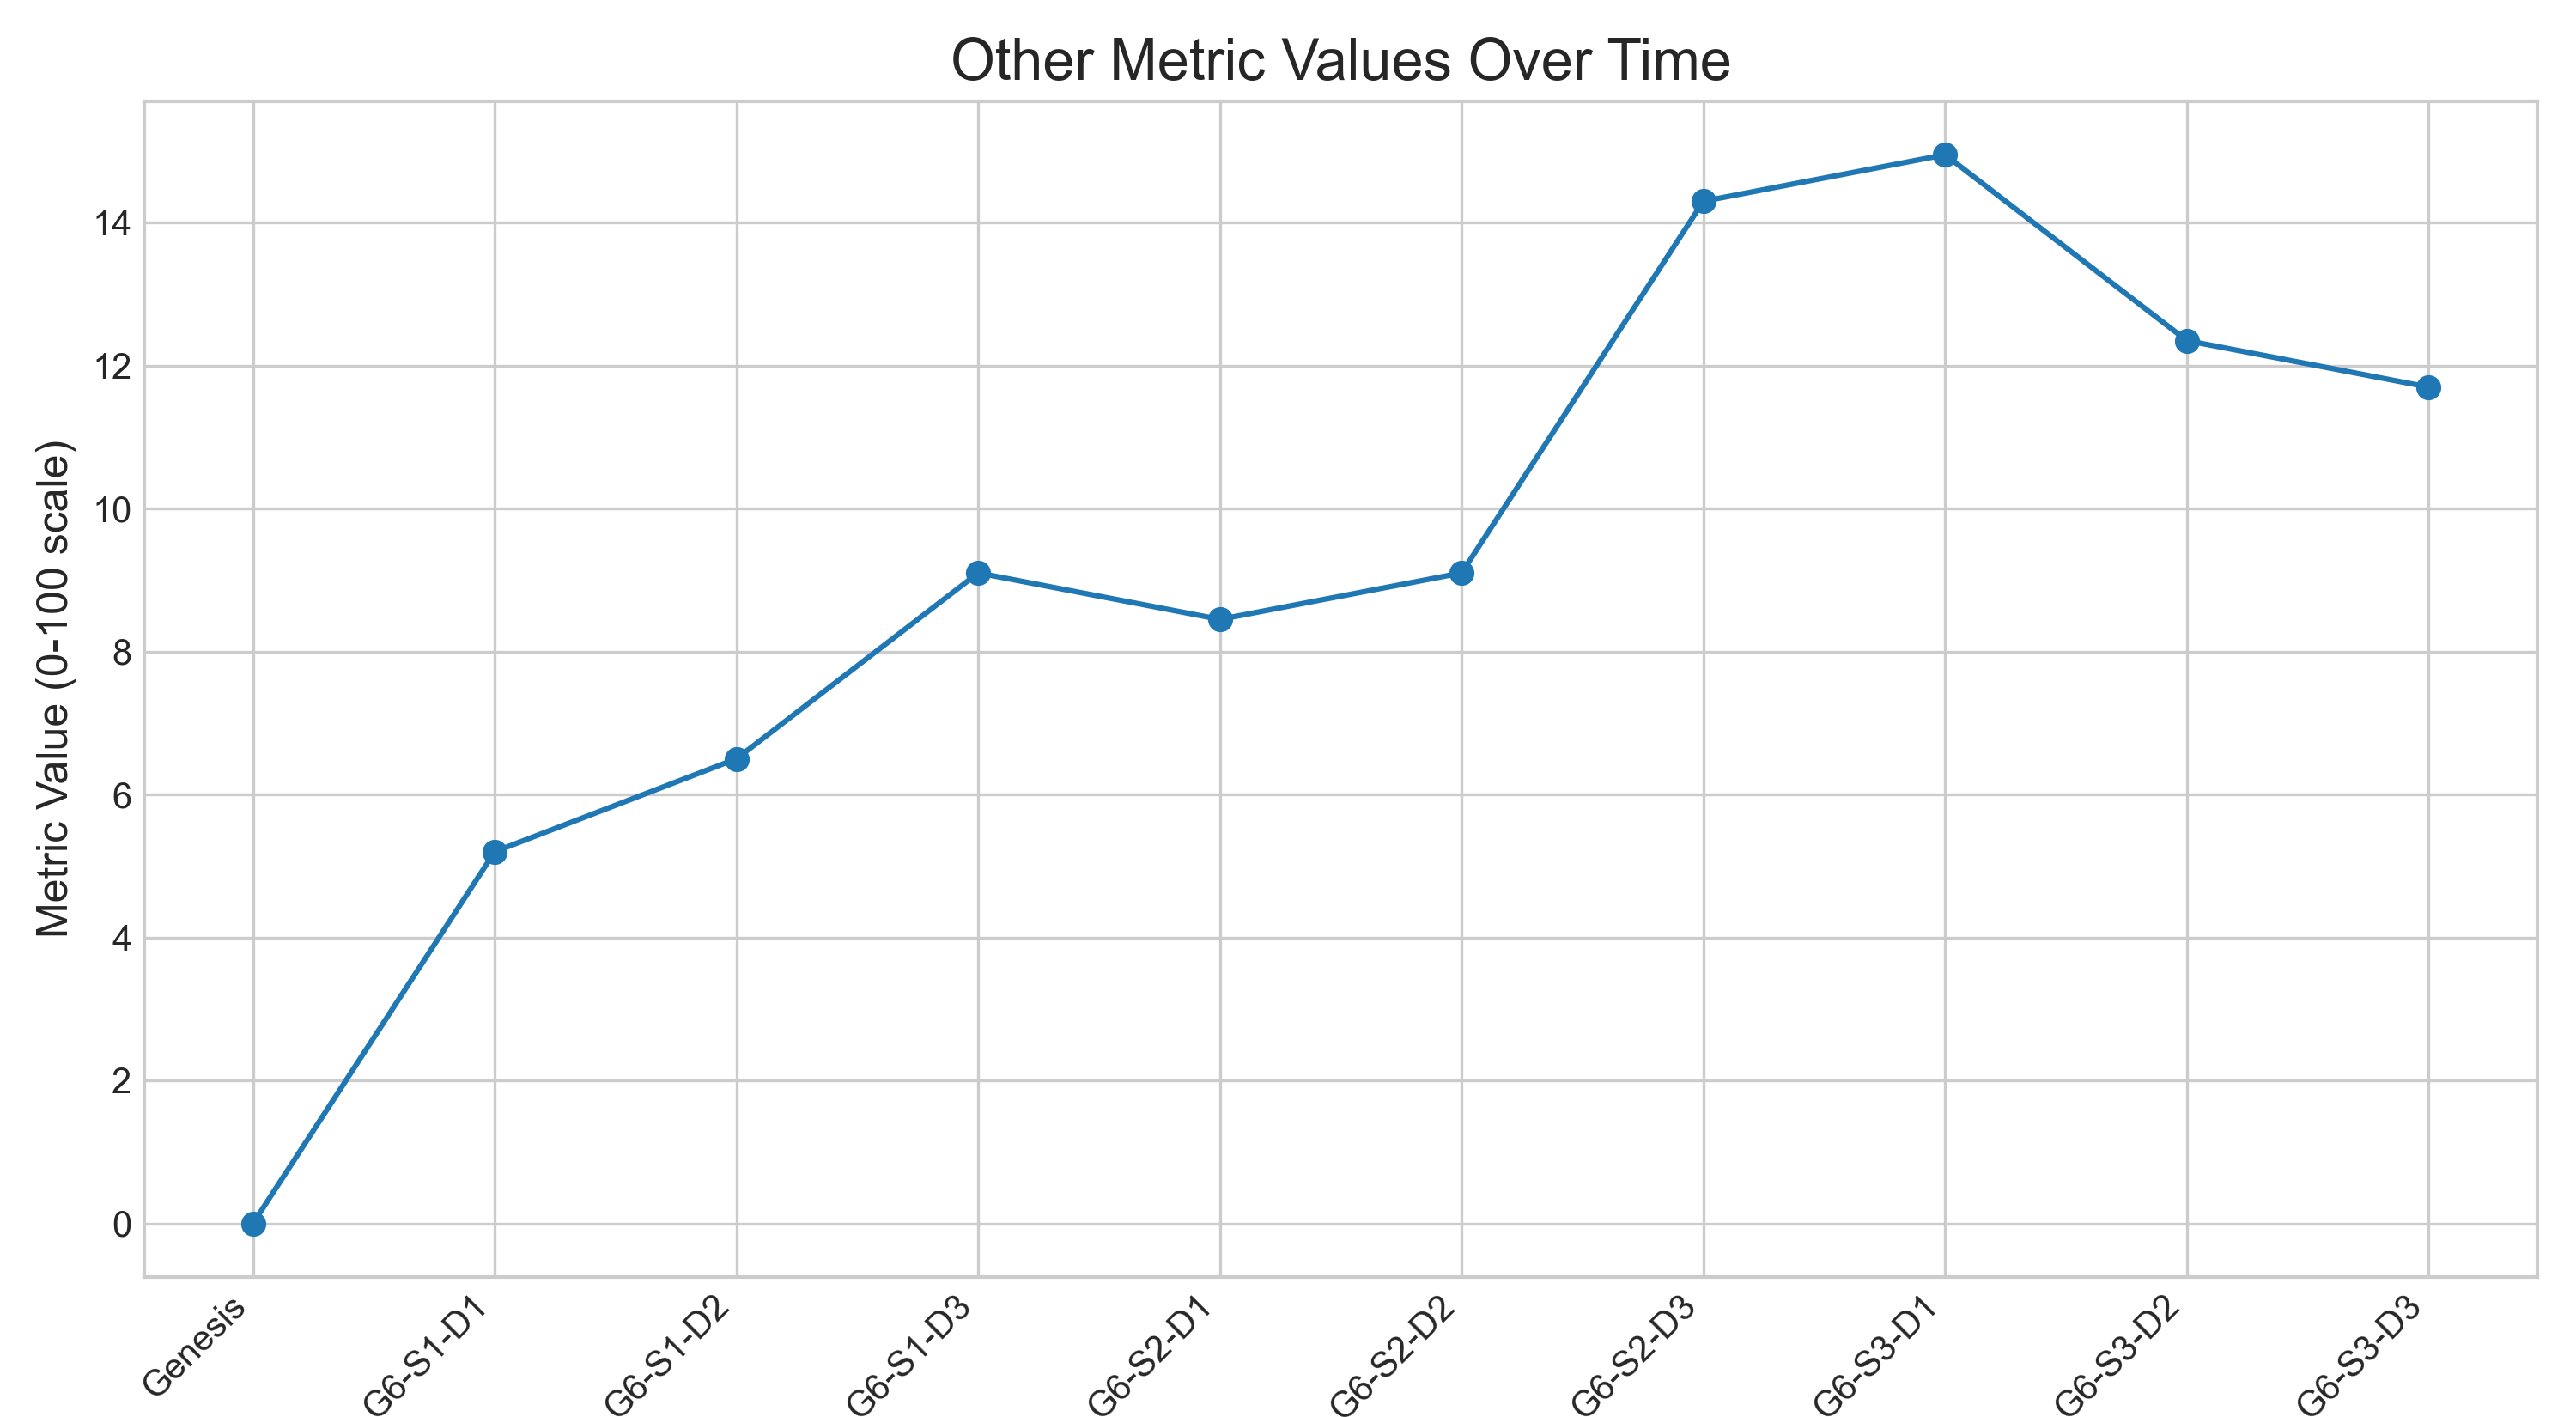 Other Metric Values Over Time
Metric Value (0-100 scale)
14
12
10
8
6
4
2
0
Genesis
G6-S1-D1
G6-S1-D2
G6-S1-D3
G6-S2-D1
G6-S2-D2
G6-S2-D3
G6-S3-D1
G6-S3-D2
G6-S3-D3